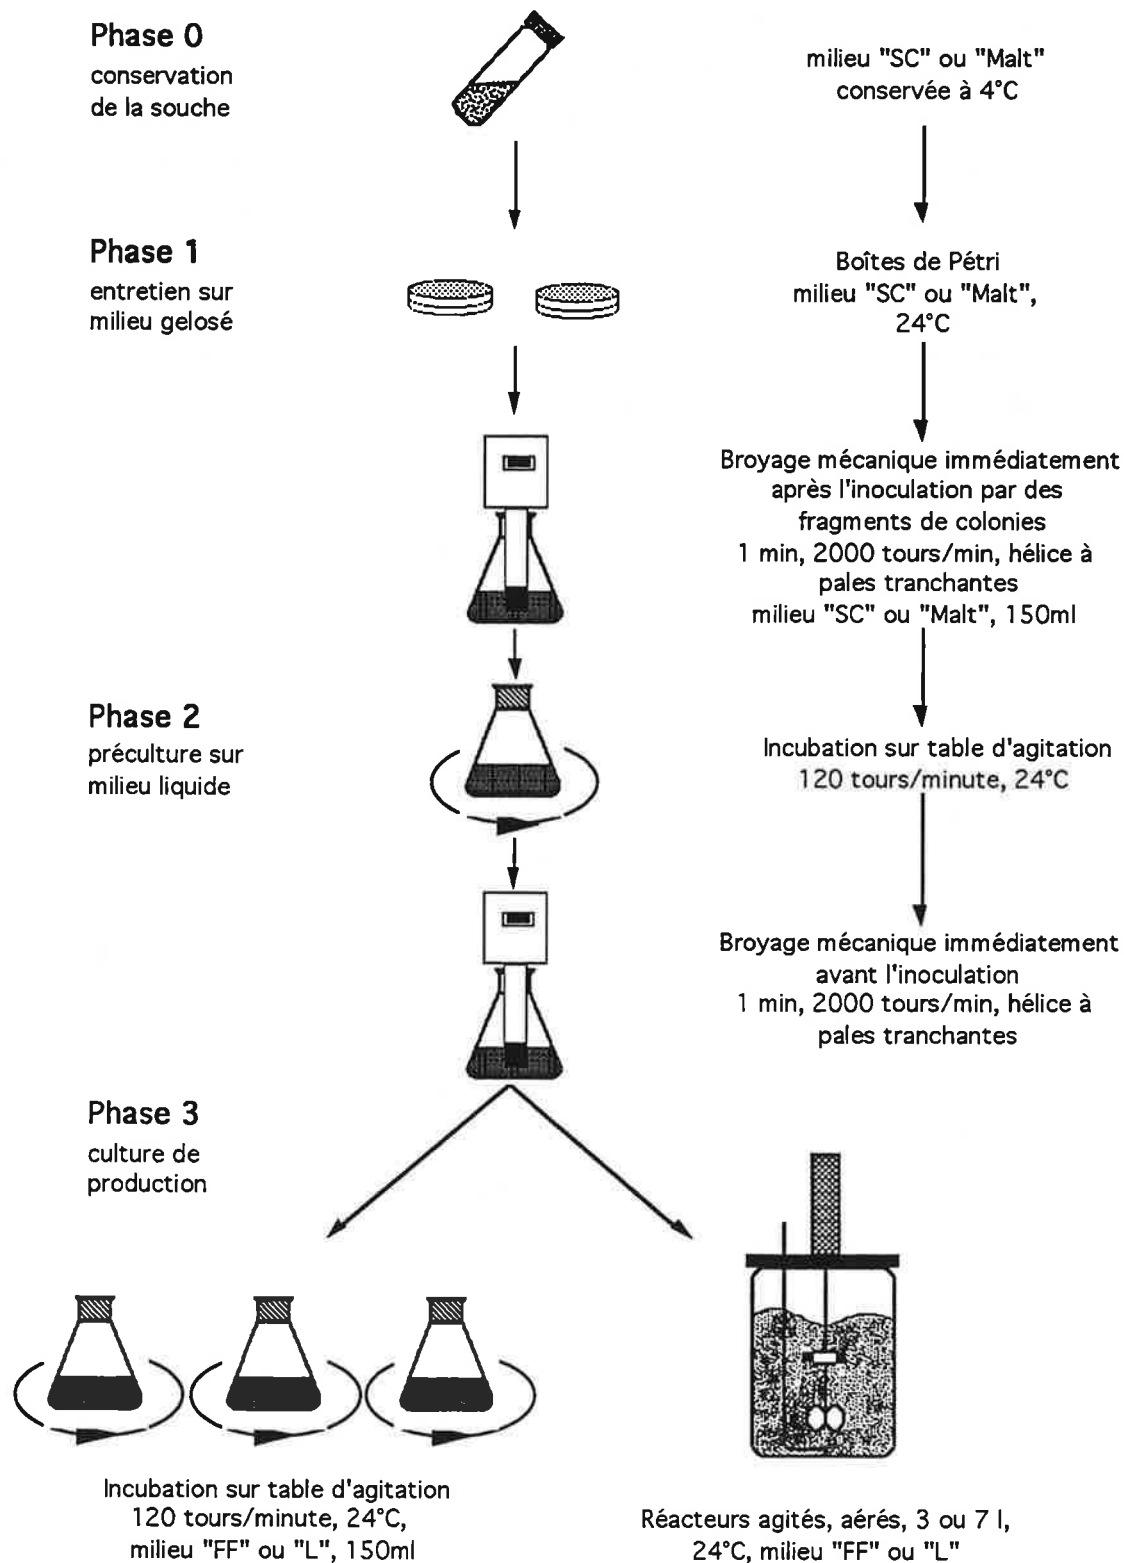 Phase 0
conservation
de la souche
milieu "SC" ou "Malt"
conservée à 4°C
Phase 1
entretien sur
milieu gelosé
Boîtes de Pétri
milieu "SC" ou "Malt",
24°C
Broyage mécanique immédiatement
après l'inoculation par des
fragments de colonies
1 min, 2000 tours/min, hélice à
pales tranchantes
milieu "SC" ou "Malt", 150ml
Phase 2
préculture sur
milieu liquide
Incubation sur table d'agitation
120 tours/minute, 24°C
Broyage mécanique immédiatement
avant l'inoculation
1 min, 2000 tours/min, hélice à
pales tranchantes
Phase 3
culture de
production
Incubation sur table d'agitation
120 tours/minute, 24°C,
milieu "FF" ou "L", 150ml
Réacteurs agités, aérés, 3 ou 7 l,
24°C, milieu "FF" ou "L"